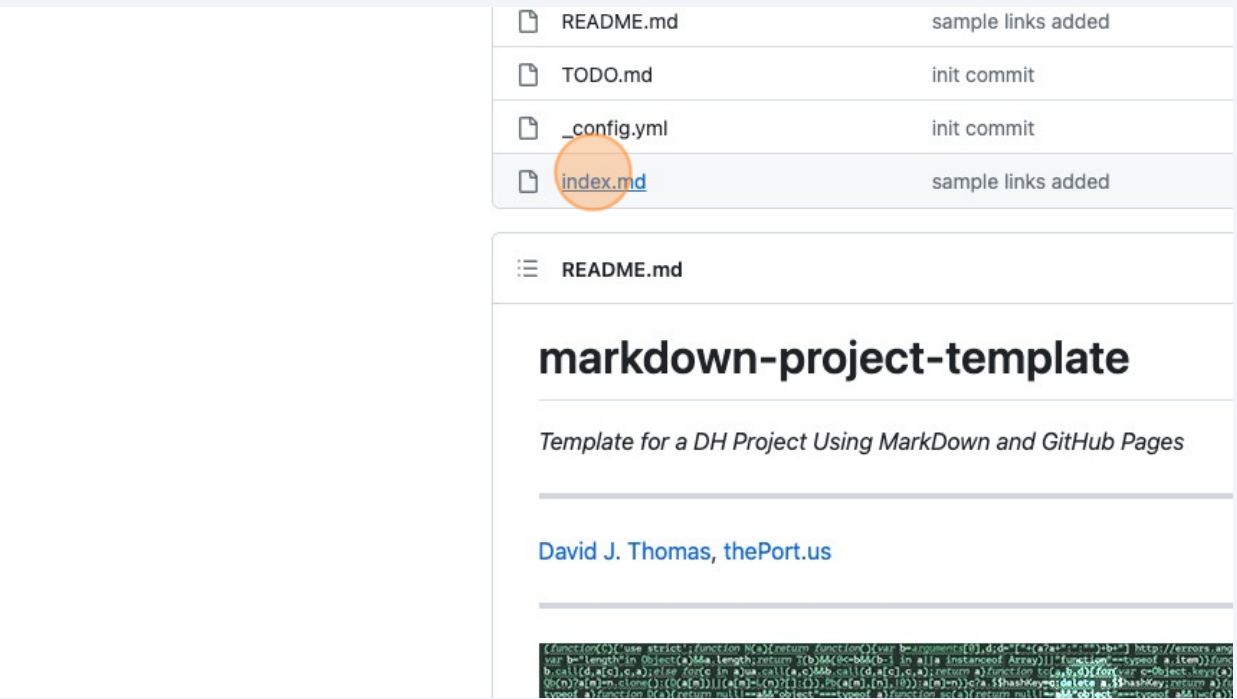 README.md sample links added
TODO.md init commit
_config.yml init commit
index.md sample links added
README.md
markdown-project-template
Template for a DH Project Using MarkDown and GitHub Pages
David J. Thomas, thePort.us